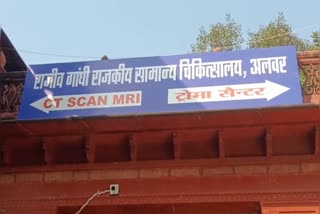 राजीव गांधी राजकीय सामान्य चिकित्सालय, अलवर
CT SCAN MRI ट्रोमा सैन्टर